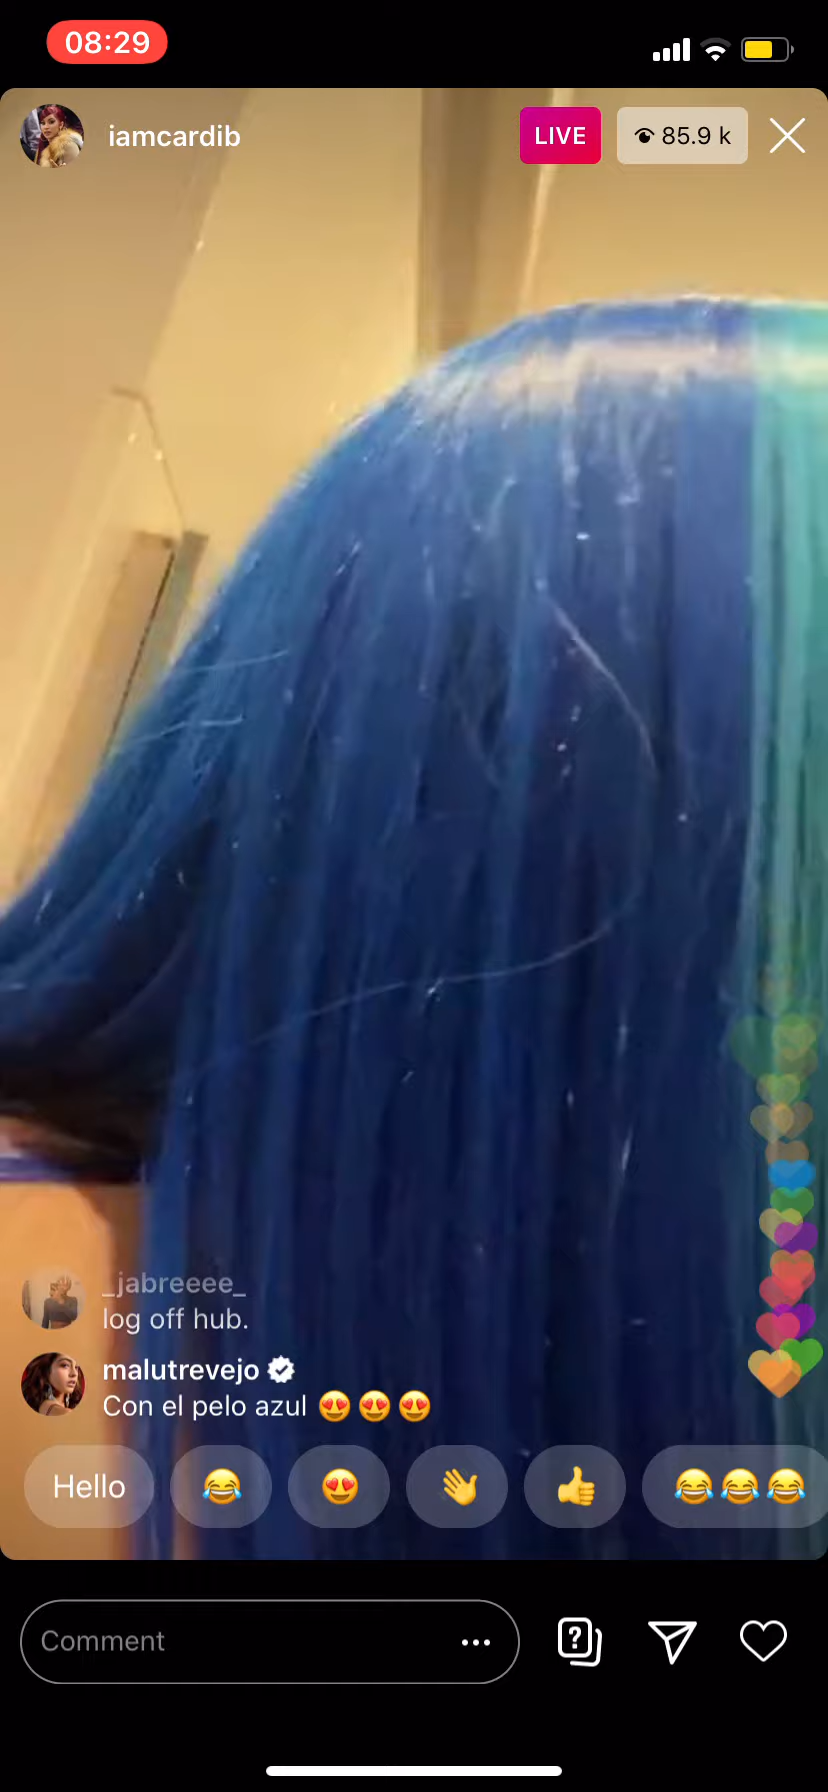 08:29
iamcardib LIVE 85.9 k
_jabreeee_
log off hub.
malutrevejo
Con el pelo azul 😍😍😍
Hello 😂 😍 👋 👍 😂😂😂
Comment
?